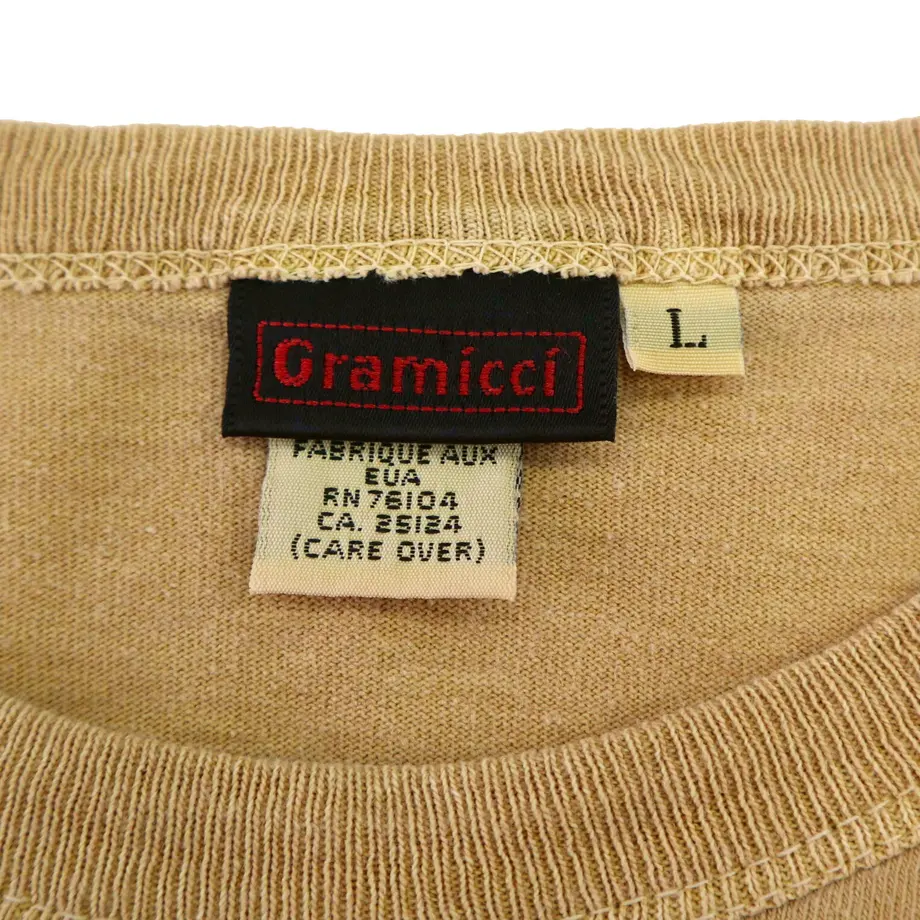 Gramicci
L
FABRIQUE AUX
EUA
RN 76104
CA. 25124
(CARE OVER)